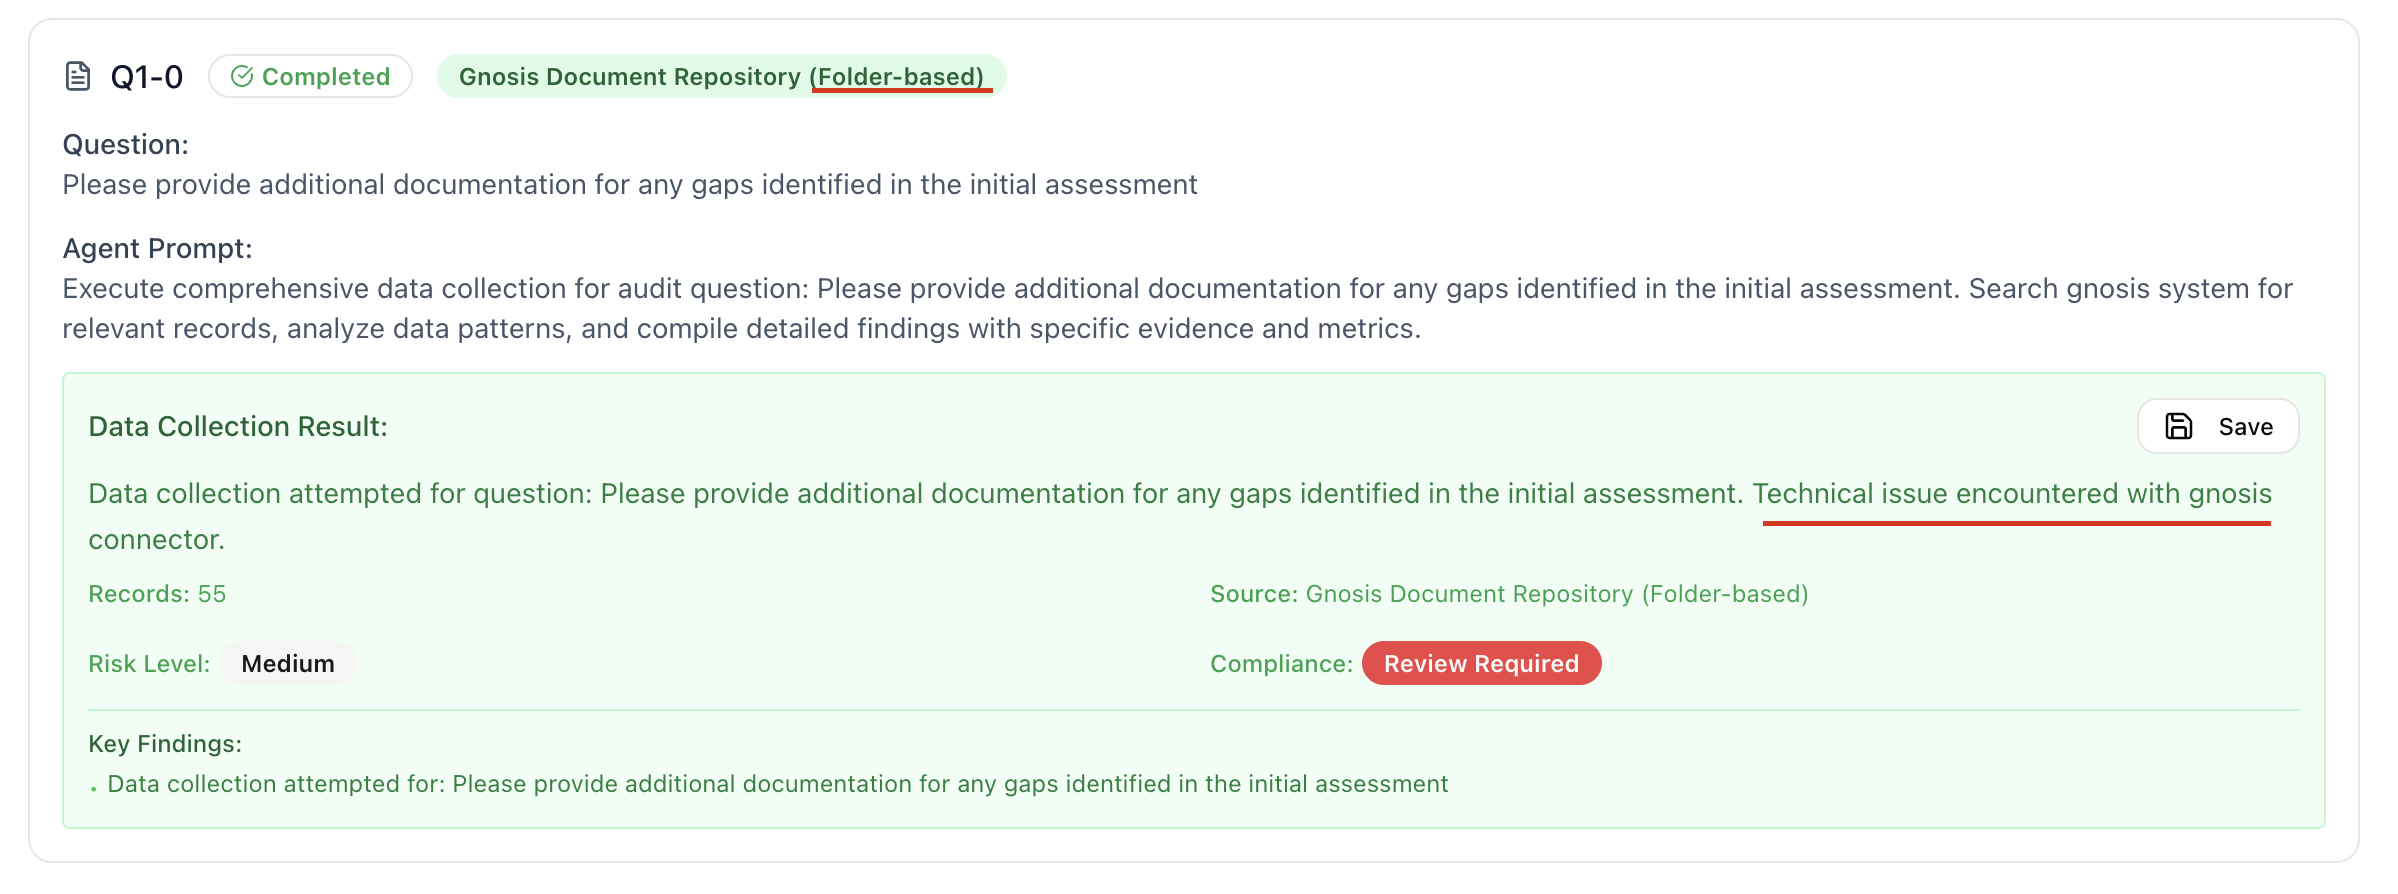 Q1-0 Completed Gnosis Document Repository (Folder-based)
Question:
Please provide additional documentation for any gaps identified in the initial assessment
Agent Prompt:
Execute comprehensive data collection for audit question: Please provide additional documentation for any gaps identified in the initial assessment. Search gnosis system for
relevant records, analyze data patterns, and compile detailed findings with specific evidence and metrics.
Data Collection Result: Save
Data collection attempted for question: Please provide additional documentation for any gaps identified in the initial assessment. Technical issue encountered with gnosis
connector.
Records: 55 Source: Gnosis Document Repository (Folder-based)
Risk Level: Medium Compliance: Review Required
Key Findings:
• Data collection attempted for: Please provide additional documentation for any gaps identified in the initial assessment